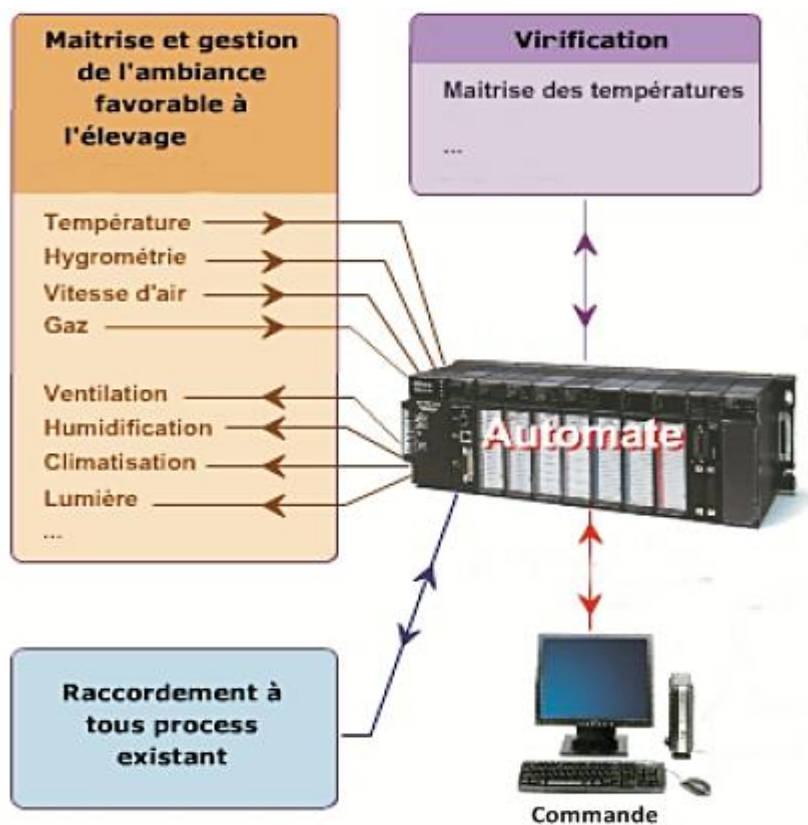 Maitrise et gestion
de l'ambiance
favorable à
l'élevage
Température
Hygrométrie
Vitesse d'air
Gaz
Ventilation
Humidification
Climatisation
Lumière
...
Virification
Maitrise des températures
...
Automate
Raccordement à
tous process
existant
Commande